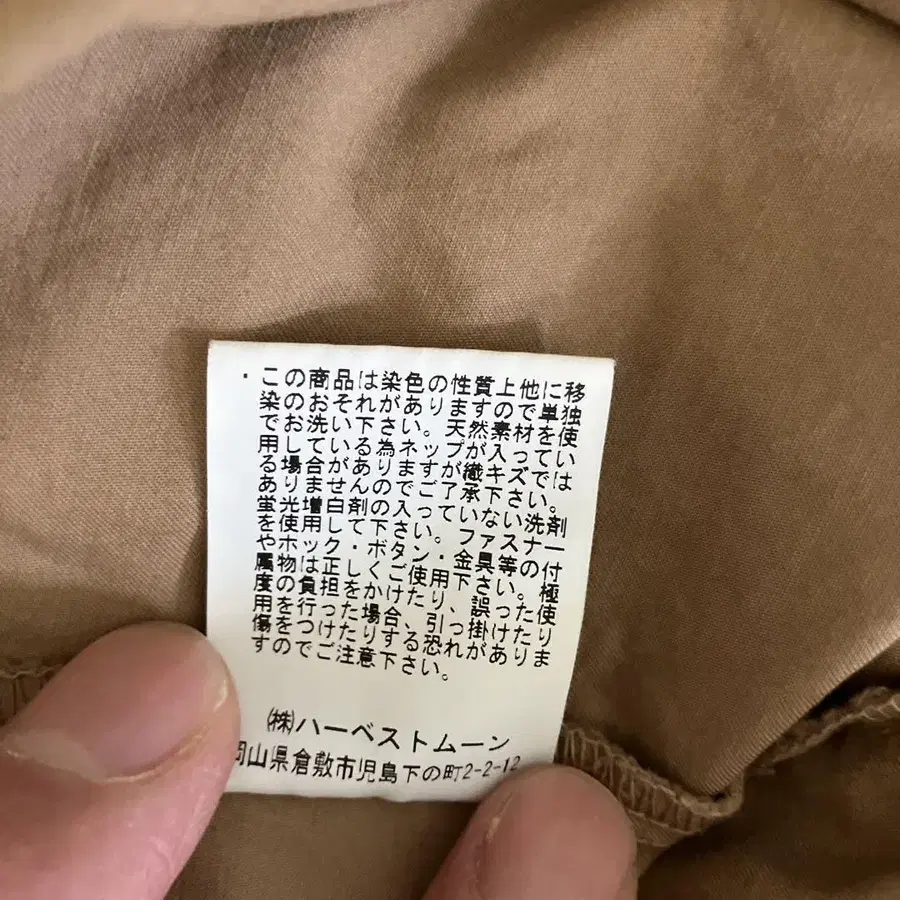 ・この商品は染色の性質上他に移
染のおそれがありますので単独
でお洗い下さい。天然素材を使
用している為ネップが入ってい
る場合がありますが織キズでは
ありませんのでご了承下さい。
蛍光増白剤の入っていない洗剤
を使用して下さい。ファスナー
やホック・ボタン・金具等の付
属物は正しくご使用下さい。極
度の負担をかけたり、誤った使
用を行った場合、引っ掛けたり
傷をつけたりする恐れがありま
すのでご注意下さい。
㈱ハーベストムーン
岡山県倉敷市児島下の町2-2-12